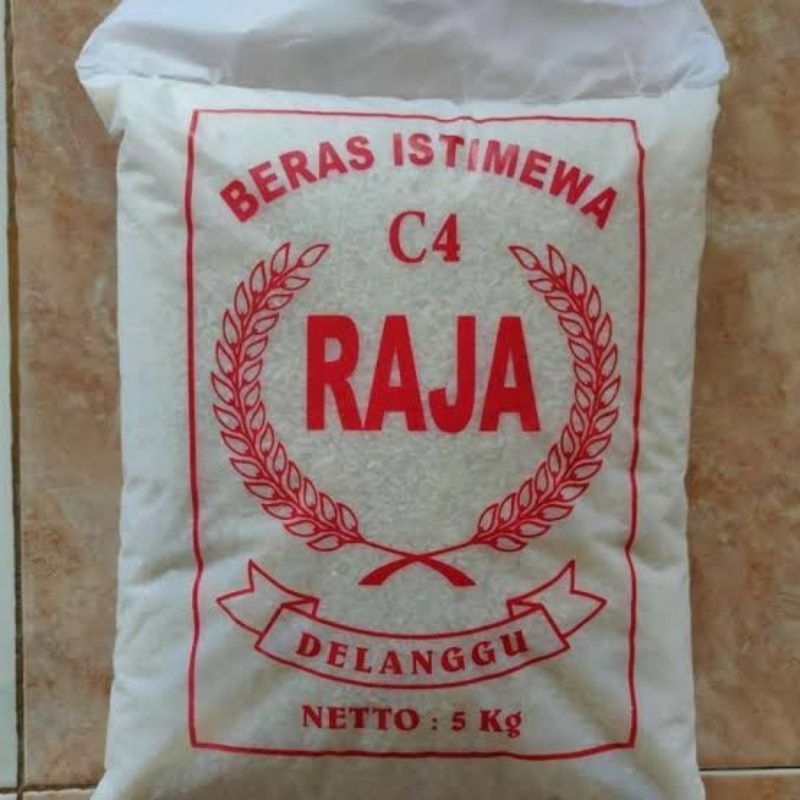 BERAS ISTIMEWA
C4
RAJA
DELANGGU
NETTO : 5 Kg